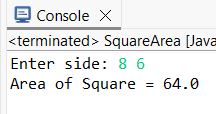 Console
<terminated> SquareArea [Java
Enter side: 8 6
Area of Square = 64.0